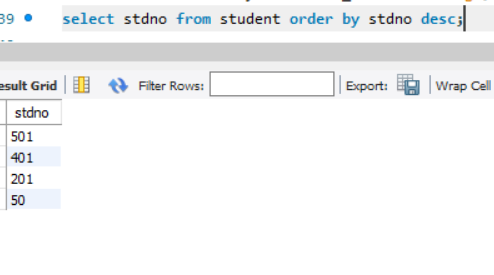 39 select stdno from student order by stdno desc;
esult Grid Filter Rows: Export: Wrap Cell
stdno
501
401
201
50